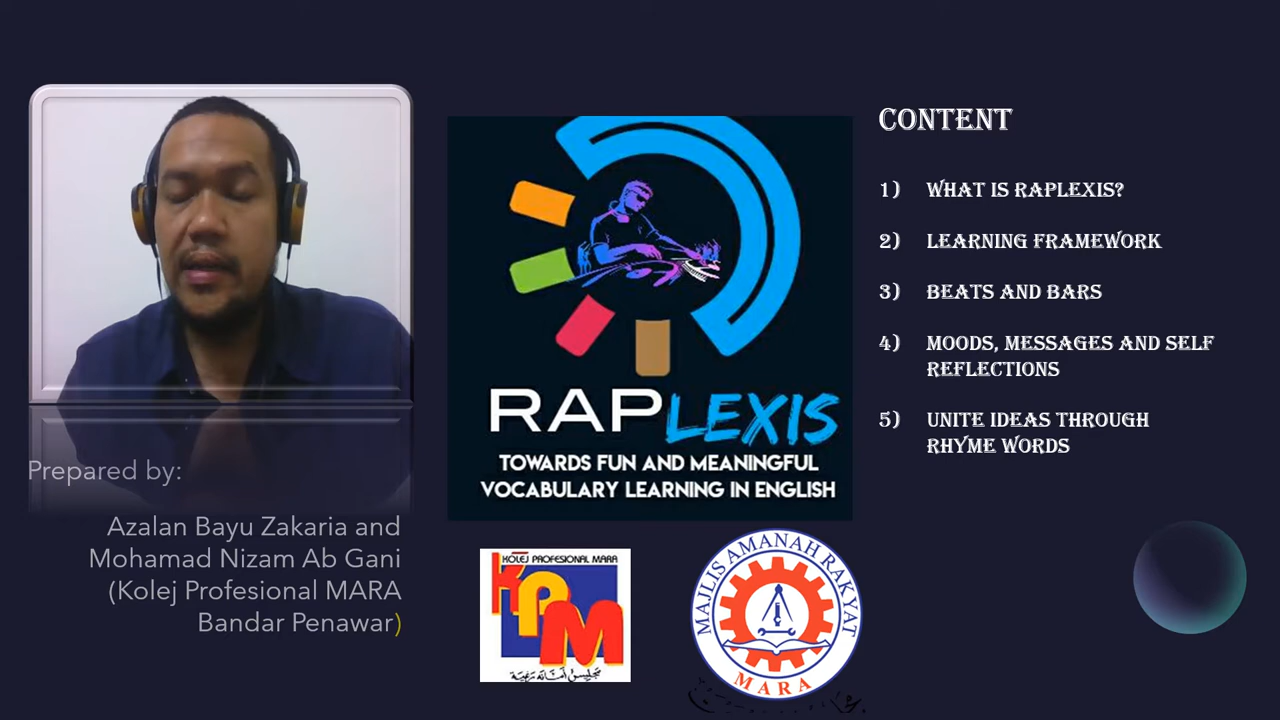 Prepared by:
Azalan Bayu Zakaria and
Mohamad Nizam Ab Gani
(Kolej Profesional MARA
Bandar Penawar)
RAPLEXIS
TOWARDS FUN AND MEANINGFUL
VOCABULARY LEARNING IN ENGLISH
KOLEJ PROFESIONAL MARA
KPM
MAJLIS AMANAH RAKYAT
MARA
CONTENT
1) WHAT IS RAPLEXIS?
2) LEARNING FRAMEWORK
3) BEATS AND BARS
4) MOODS, MESSAGES AND SELF
REFLECTIONS
5) UNITE IDEAS THROUGH
RHYME WORDS